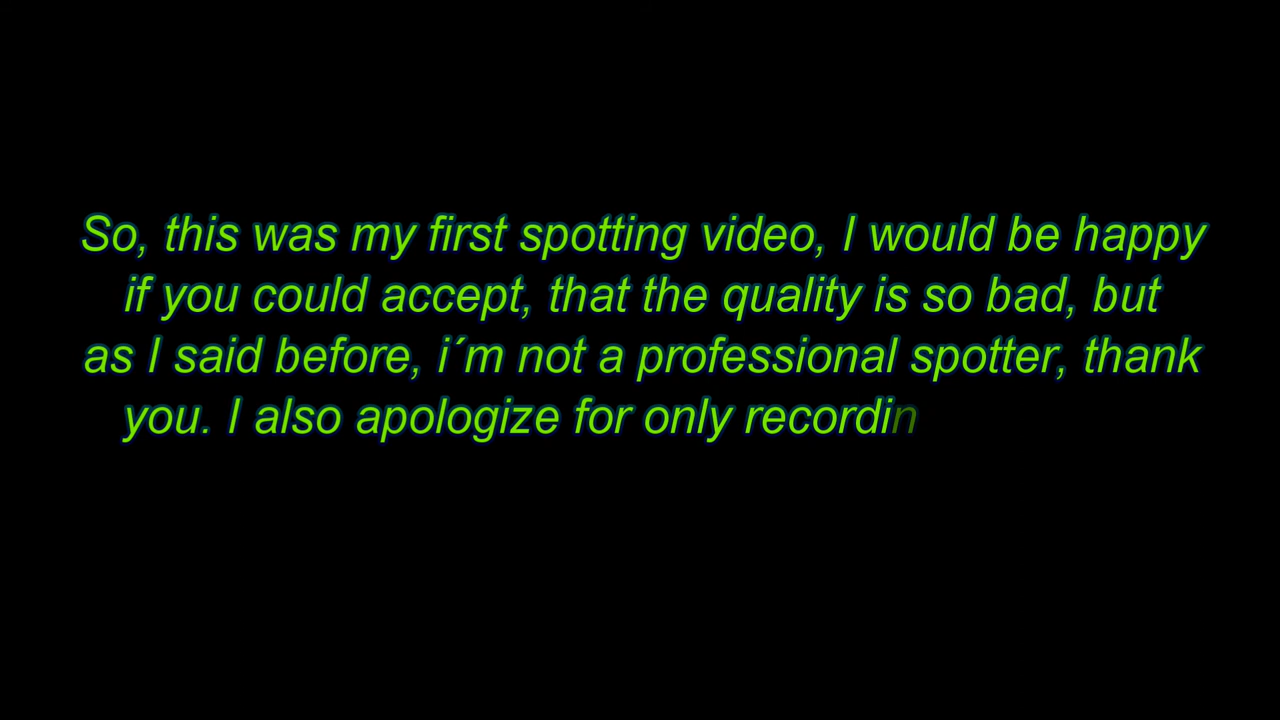 So, this was my first spotting video, I would be happy
if you could accept, that the quality is so bad, but
as I said before, i´m not a professional spotter, thank
you. I also apologize for only recordin